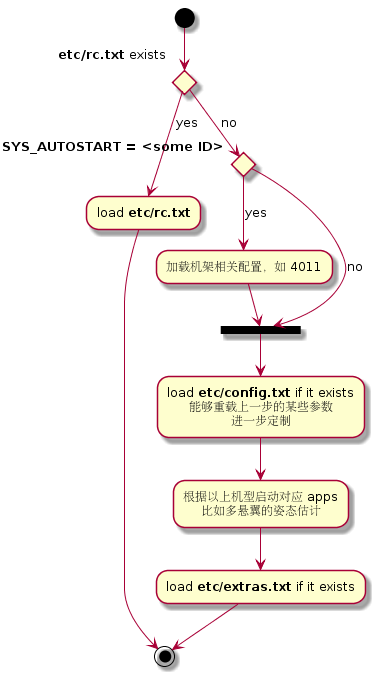 etc/rc.txt exists
yes
no
SYS_AUTOSTART = <some ID>
load etc/rc.txt
yes
加载机架相关配置，如 4011
no
load etc/config.txt if it exists
能够重载上一步的某些参数
进一步定制
根据以上机型启动对应 apps
比如多悬翼的姿态估计
load etc/extras.txt if it exists